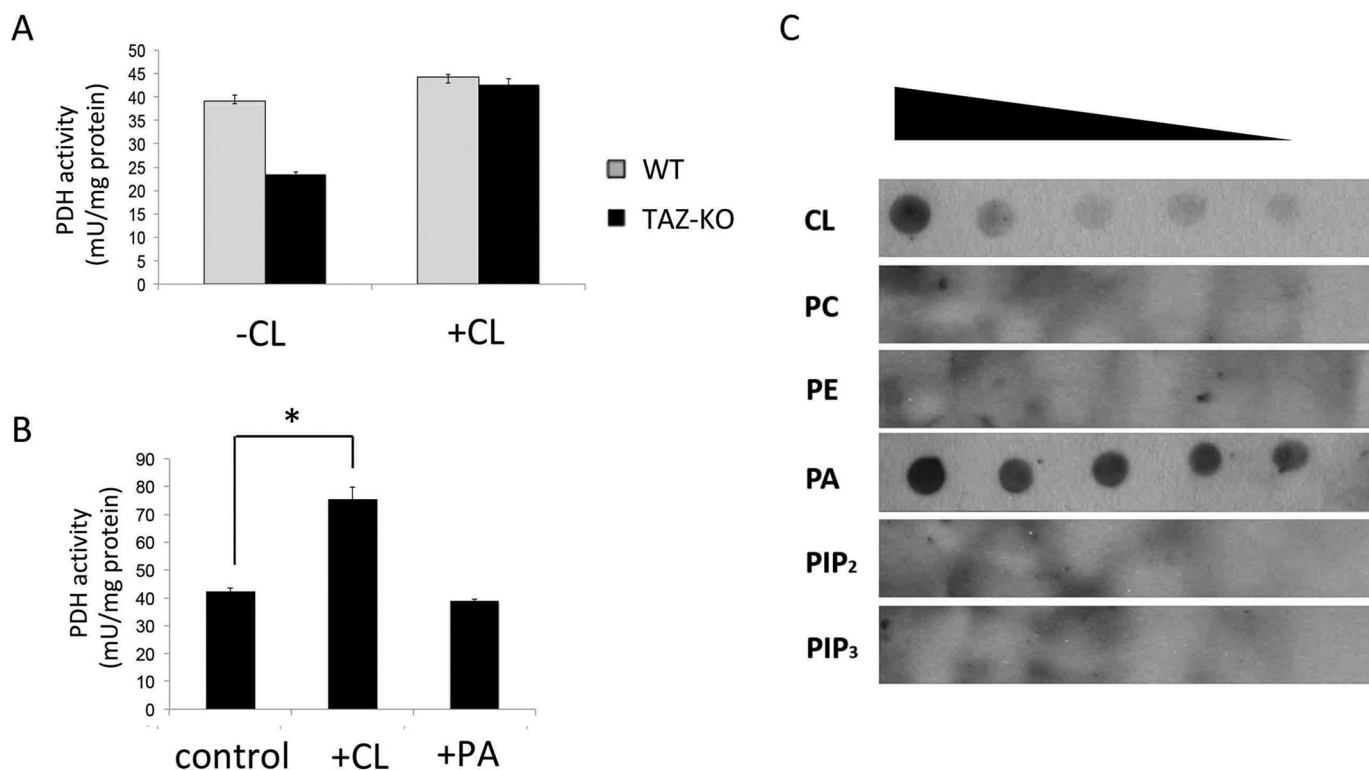 A
PDH activity
(mU/mg protein)
50
45
40
35
30
25
20
15
10
5
0
-CL
+CL
WT
TAZ-KO
B
PDH activity
(mU/mg protein)
90
80
70
60
50
40
30
20
10
0
*
control
+CL
+PA
C
CL
PC
PE
PA
PIP₂
PIP₃